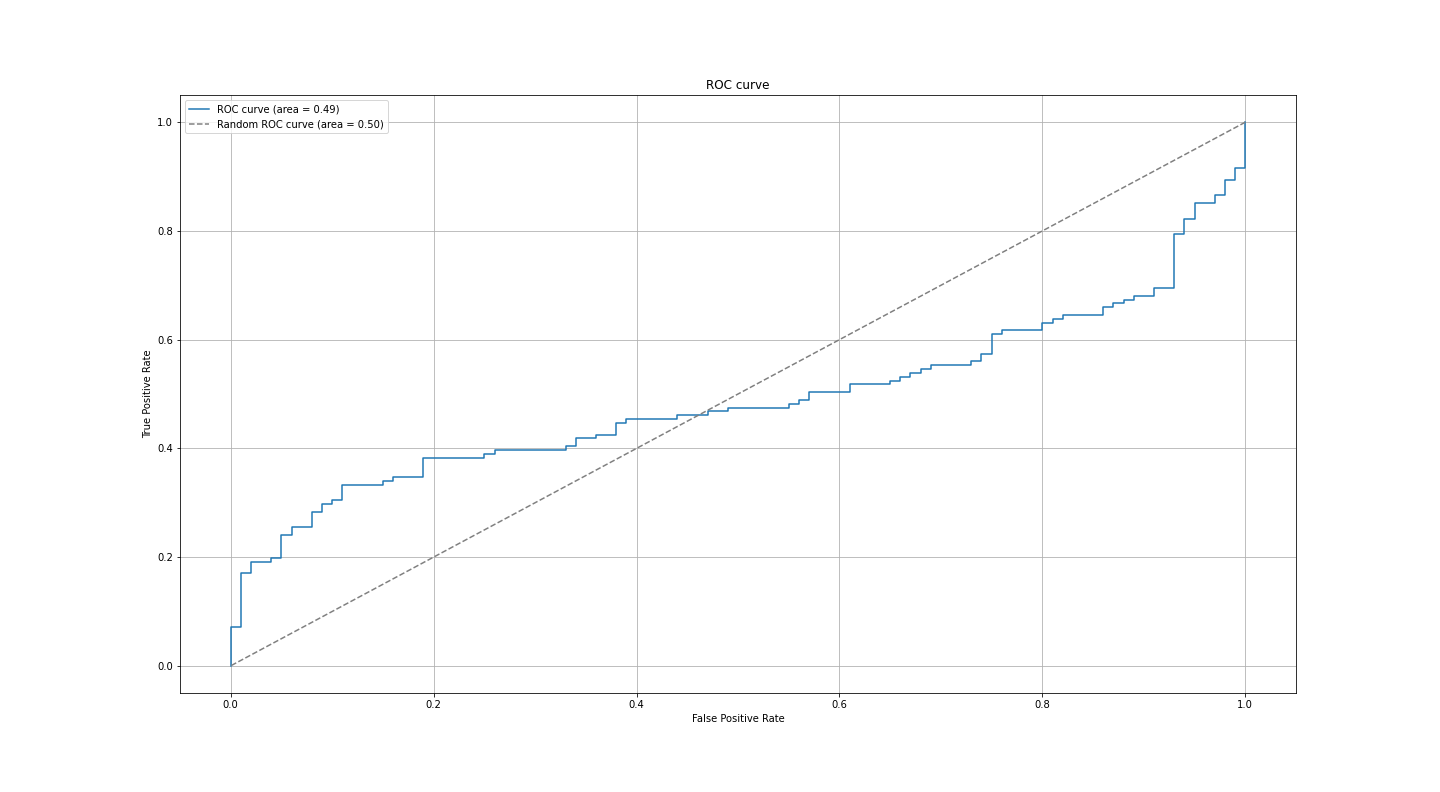 ROC curve
ROC curve (area = 0.49)
Random ROC curve (area = 0.50)
1.0
0.8
0.6
0.4
0.2
0.0
True Positive Rate
0.0 0.2 0.4 0.6 0.8 1.0
False Positive Rate